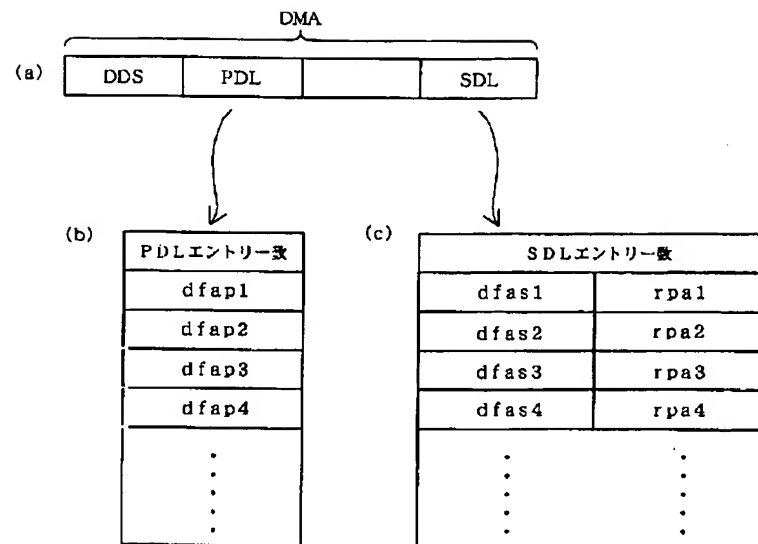 DMA
(a) DDS PDL SDL
(b) (c)
PDLエントリー数 SDLエントリー数
dfap1 dfas1 rpa1
dfap2 dfas2 rpa2
dfap3 dfas3 rpa3
dfap4 dfas4 rpa4